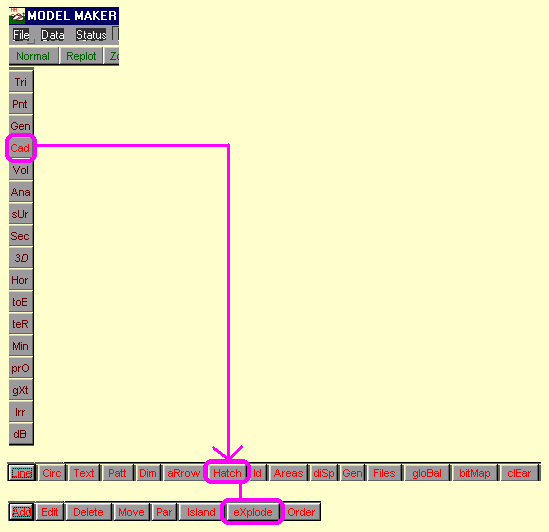 MODEL MAKER
File Data Status
Normal Replot Zo
Tri
Pnt
Gen
Cad
Vol
Ana
sUr
Sec
3D
Hor
toE
teR
Min
prO
gXt
Irr
dB
Line Circ Text Patt Dim aRrow Hatch Id Areas diSp Gen Files gloBal bitMap clEar
Add Edit Delete Move Par Island eXplode Order